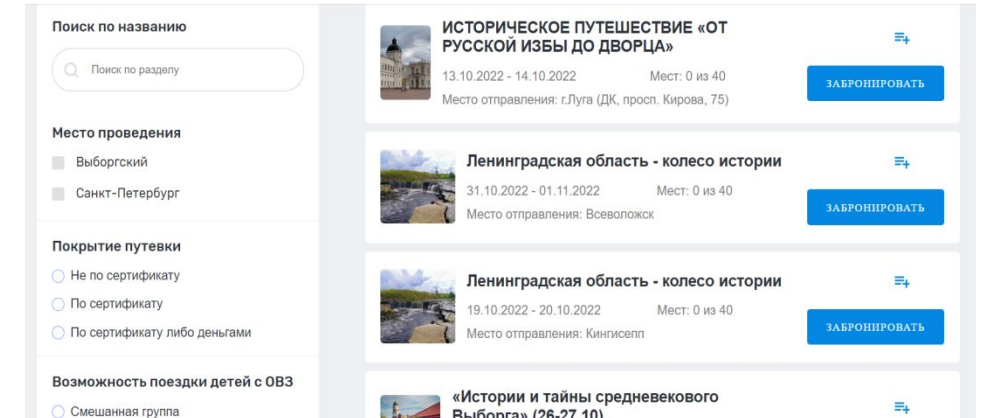 Поиск по названию
Поиск по разделу
Место проведения
Выборгский
Санкт-Петербург
Покрытие путевки
Не по сертификату
По сертификату
По сертификату либо деньгами
Возможность поездки детей с ОВЗ
Смешанная группа
ИСТОРИЧЕСКОЕ ПУТЕШЕСТВИЕ «ОТ
РУССКОЙ ИЗБЫ ДО ДВОРЦА»
13.10.2022 - 14.10.2022 Мест: 0 из 40
Место отправления: г.Луга (ДК, просп. Кирова, 75)
ЗАБРОНИРОВАТЬ
Ленинградская область - колесо истории
31.10.2022 - 01.11.2022 Мест: 0 из 40
Место отправления: Всеволожск
ЗАБРОНИРОВАТЬ
Ленинградская область - колесо истории
19.10.2022 - 20.10.2022 Мест: 0 из 40
Место отправления: Кингисепп
ЗАБРОНИРОВАТЬ
«Истории и тайны средневекового
Выборга» (26-27.10)